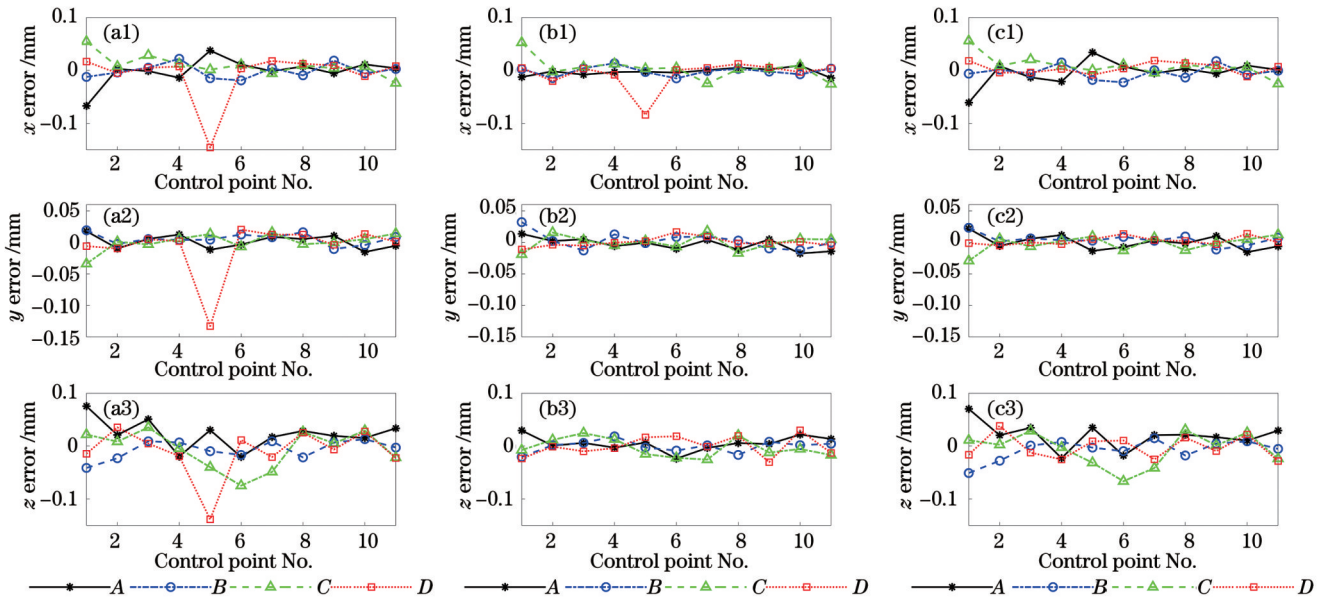 0.1
(a1)
0
−0.1
x error /mm
2 4 6 8 10
Control point No.
0.1
(b1)
0
−0.1
x error /mm
2 4 6 8 10
Control point No.
0.1
(c1)
0
−0.1
x error /mm
2 4 6 8 10
Control point No.
0.05
(a2)
0
−0.05
−0.10
−0.15
y error /mm
2 4 6 8 10
Control point No.
0.05
(b2)
0
−0.05
−0.10
−0.15
y error /mm
2 4 6 8 10
Control point No.
0.05
(c2)
0
−0.05
−0.10
−0.15
y error /mm
2 4 6 8 10
Control point No.
0.1
(a3)
0
−0.1
z error /mm
2 4 6 8 10
Control point No.
0.1
(b3)
0
−0.1
z error /mm
2 4 6 8 10
Control point No.
0.1
(c3)
0
−0.1
z error /mm
2 4 6 8 10
Control point No.
A B C D
A B C D
A B C D